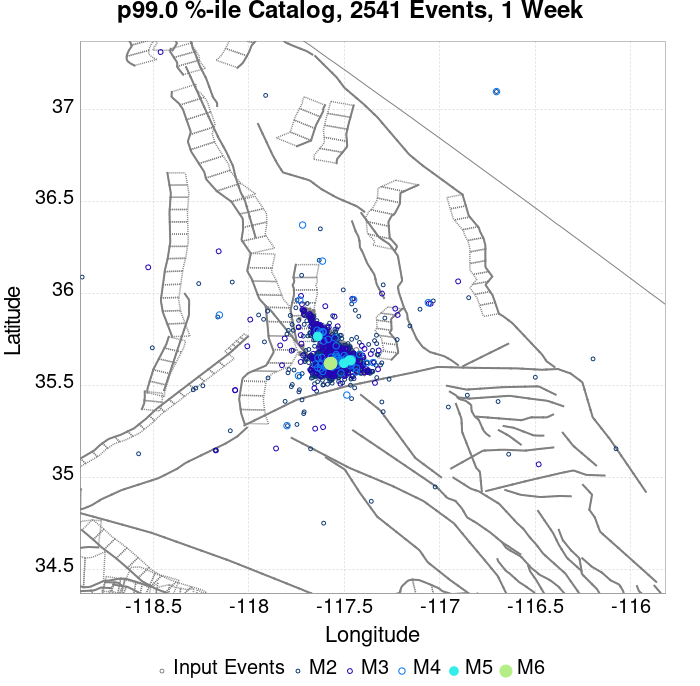 p99.0 %-ile Catalog, 2541 Events, 1 Week
37
36.5
36
35.5
35
34.5
Latitude
-118.5 -118 -117.5 -117 -116.5 -116
Longitude
Input Events M2 M3 M4 M5 M6